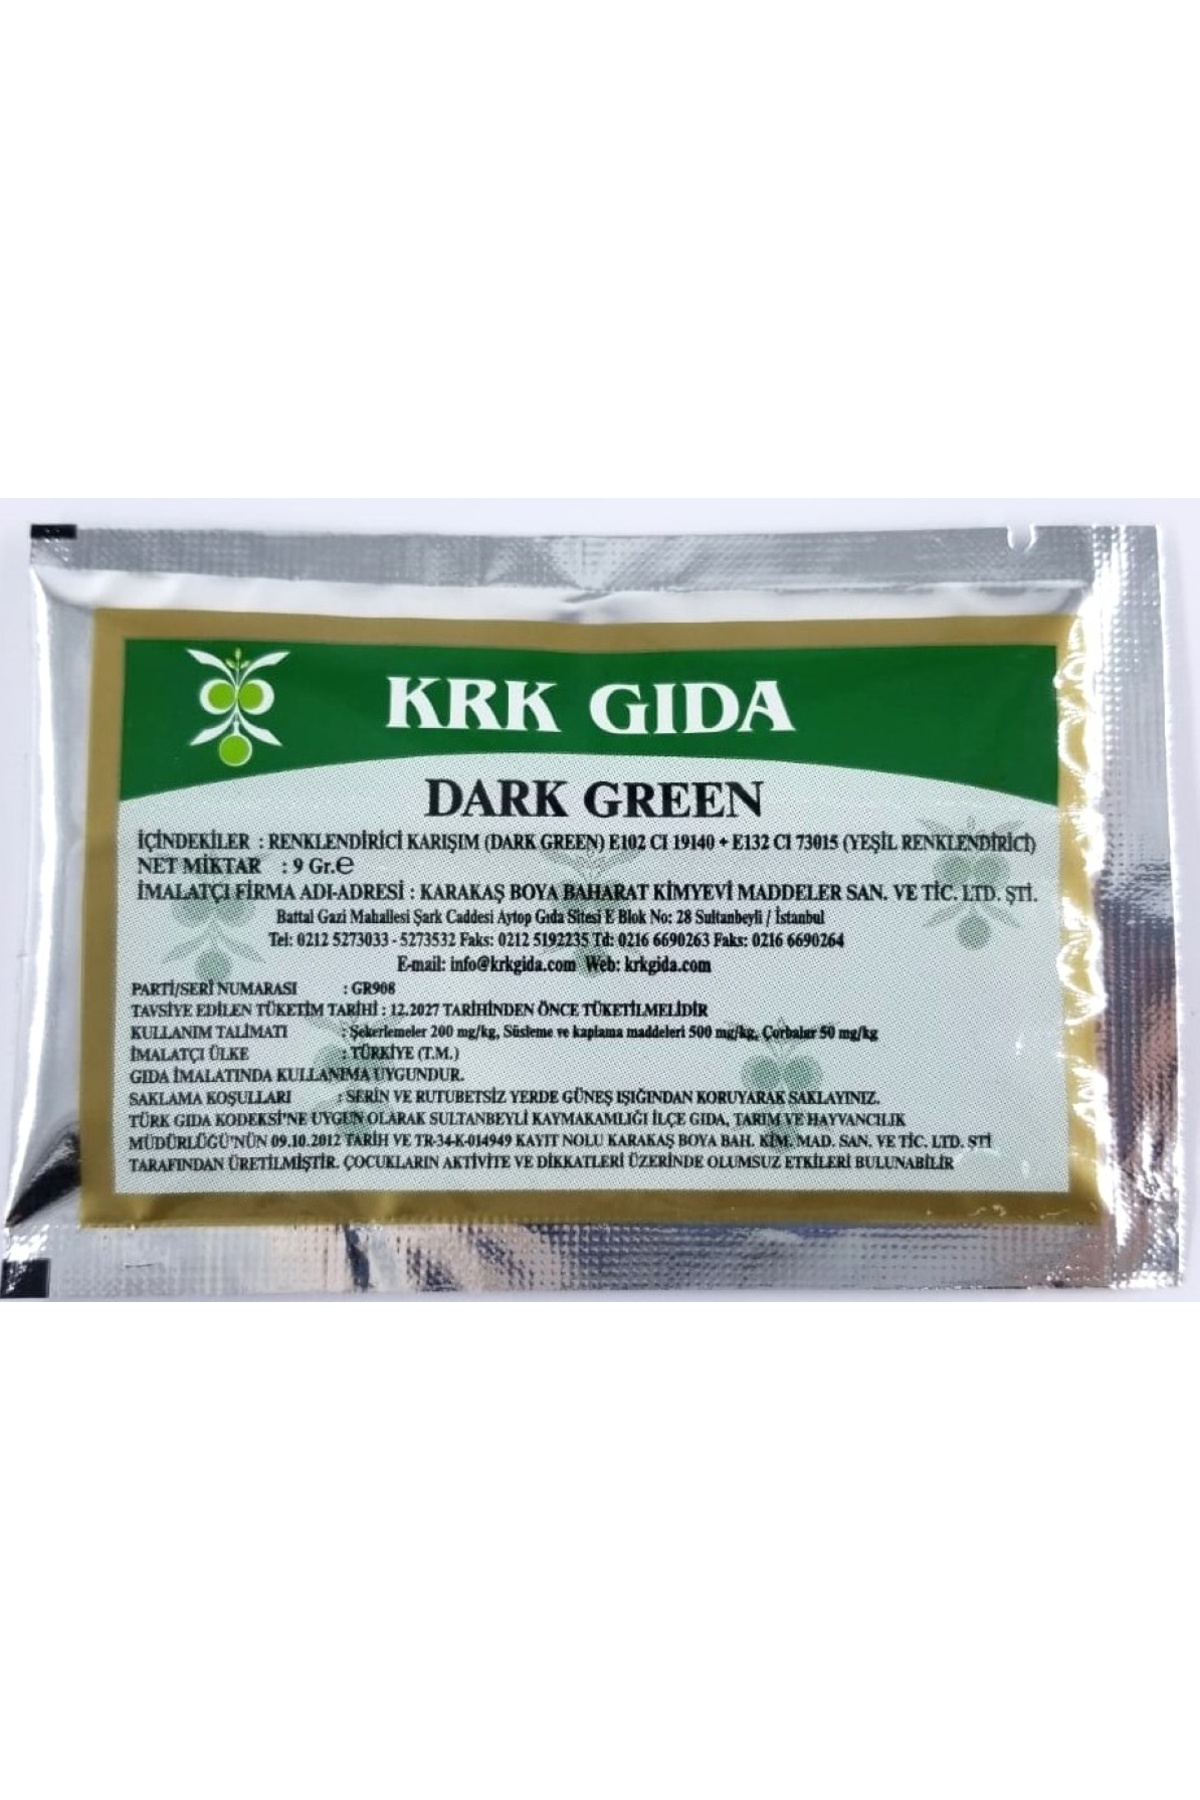 KRK GIDA
DARK GREEN
İÇİNDEKİLER : RENKLENDİRİCİ KARIŞIM (DARK GREEN) E102 CI 19140 + E132 CI 73015 (YEŞİL RENKLENDİRİCİ)
NET MİKTAR : 9 Gr.℮
İMALATÇI FİRMA ADI-ADRESİ : KARAKAŞ BOYA BAHARAT KİMYEVİ MADDELER SAN. VE TİC. LTD. ŞTİ.
Battal Gazi Mahallesi Şark Caddesi Aytop Gıda Sitesi E Blok No: 28 Sultanbeyli / İstanbul
Tel: 0212 5273033 - 5273532 Faks: 0212 5192235 Td: 0216 6690263 Faks: 0216 6690264
E-mail: info@krkgida.com Web: krkgida.com
PARTİ/SERİ NUMARASI : GR908
TAVSİYE EDİLEN TÜKETİM TARİHİ : 12.2027 TARİHİNDEN ÖNCE TÜKETİLMELİDİR
KULLANIM TALİMATI : Şekerlemeler 200 mg/kg, Süsleme ve kaplama maddeleri 500 mg/kg, Çorbalar 50 mg/kg
İMALATÇI ÜLKE : TÜRKİYE (T.M.)
GIDA İMALATINDA KULLANIMA UYGUNDUR.
SAKLAMA KOŞULLARI : SERİN VE RUTUBETSİZ YERDE GÜNEŞ IŞIĞINDAN KORUYARAK SAKLAYINIZ.
TÜRK GIDA KODEKSİ'NE UYGUN OLARAK SULTANBEYLİ KAYMAKAMLIĞI İLÇE GIDA, TARIM VE HAYVANCILIK
MÜDÜRLÜĞÜ'NÜN 09.10.2012 TARİH VE TR-34-K-014949 KAYIT NOLU KARAKAŞ BOYA BAH. KİM. MAD. SAN. VE TİC. LTD. ŞTİ
TARAFINDAN ÜRETİLMİŞTİR. ÇOCUKLARIN AKTİVİTE VE DİKKATLERİ ÜZERİNDE OLUMSUZ ETKİLERİ BULUNABİLİR